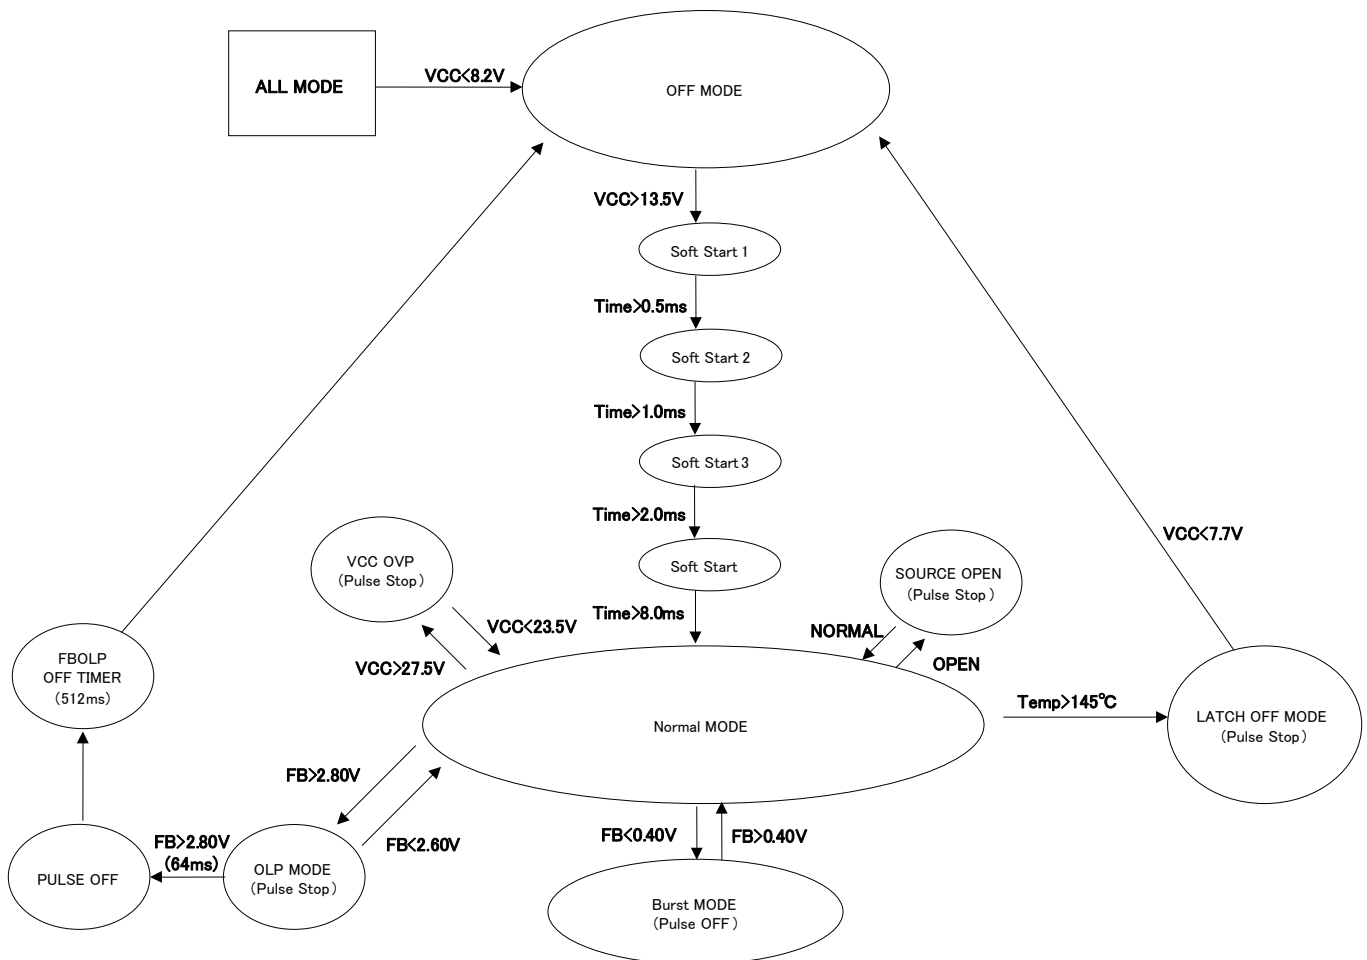 ALL MODE
VCC<8.2V
OFF MODE
VCC>13.5V
Soft Start 1
Time>0.5ms
Soft Start 2
Time>1.0ms
Soft Start 3
Time>2.0ms
Soft Start
Time>8.0ms
VCC OVP
(Pulse Stop)
VCC<23.5V
VCC>27.5V
SOURCE OPEN
(Pulse Stop)
NORMAL
OPEN
VCC<7.7V
FBOLP
OFF TIMER
(512ms)
Normal MODE
Temp>145℃
LATCH OFF MODE
(Pulse Stop)
FB>2.80V
FB<2.60V
FB<0.40V
FB>0.40V
PULSE OFF
FB>2.80V
(64ms)
OLP MODE
(Pulse Stop)
Burst MODE
(Pulse OFF)